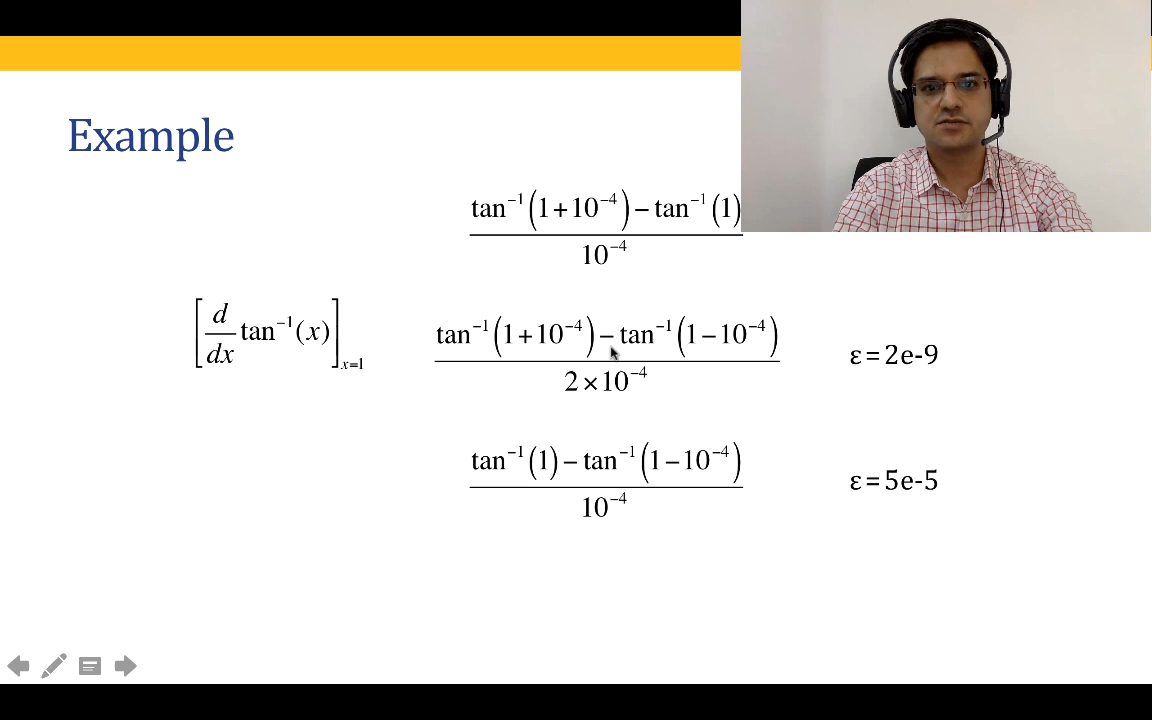 Example
tan⁻¹(1+10⁻⁴)−tan⁻¹(1)
10⁻⁴
[d/dx tan⁻¹(x)]ₓ₌₁
tan⁻¹(1+10⁻⁴)−tan⁻¹(1−10⁻⁴)
2×10⁻⁴
ε = 2e-9
tan⁻¹(1)−tan⁻¹(1−10⁻⁴)
10⁻⁴
ε = 5e-5